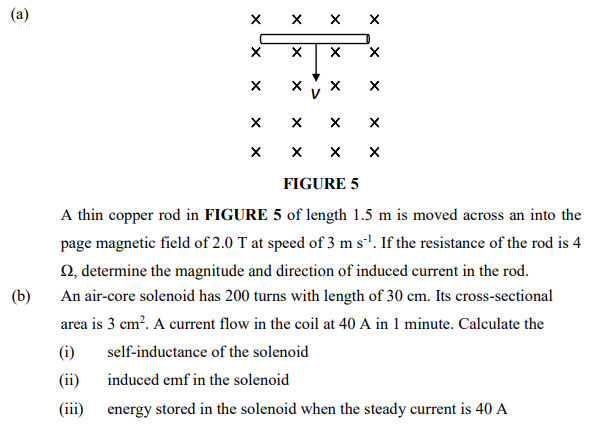 (a)
× × × ×
× × × ×
× × × ×
V
× × × ×
× × × ×
FIGURE 5
A thin copper rod in FIGURE 5 of length 1.5 m is moved across an into the
page magnetic field of 2.0 T at speed of 3 m s⁻¹. If the resistance of the rod is 4
Ω, determine the magnitude and direction of induced current in the rod.
(b) An air-core solenoid has 200 turns with length of 30 cm. Its cross-sectional
area is 3 cm². A current flow in the coil at 40 A in 1 minute. Calculate the
(i) self-inductance of the solenoid
(ii) induced emf in the solenoid
(iii) energy stored in the solenoid when the steady current is 40 A